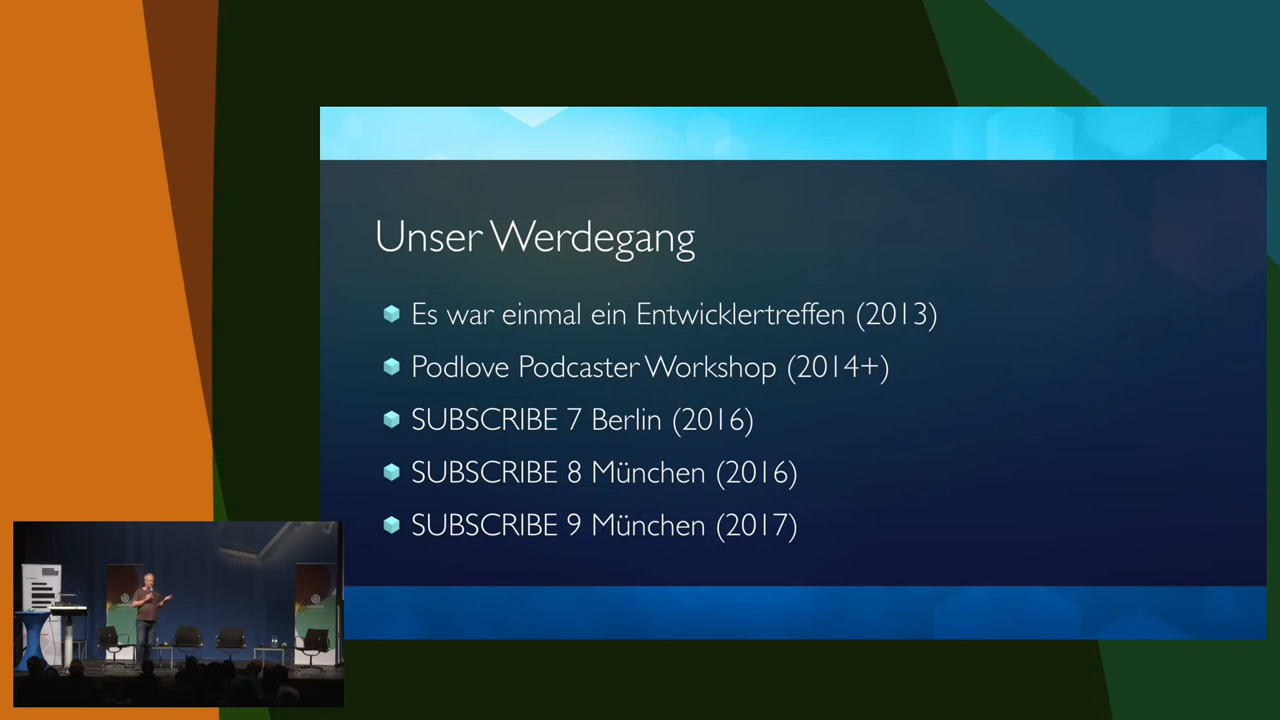 Unser Werdegang
Es war einmal ein Entwicklertreffen (2013)
Podlove Podcaster Workshop (2014+)
SUBSCRIBE 7 Berlin (2016)
SUBSCRIBE 8 München (2016)
SUBSCRIBE 9 München (2017)